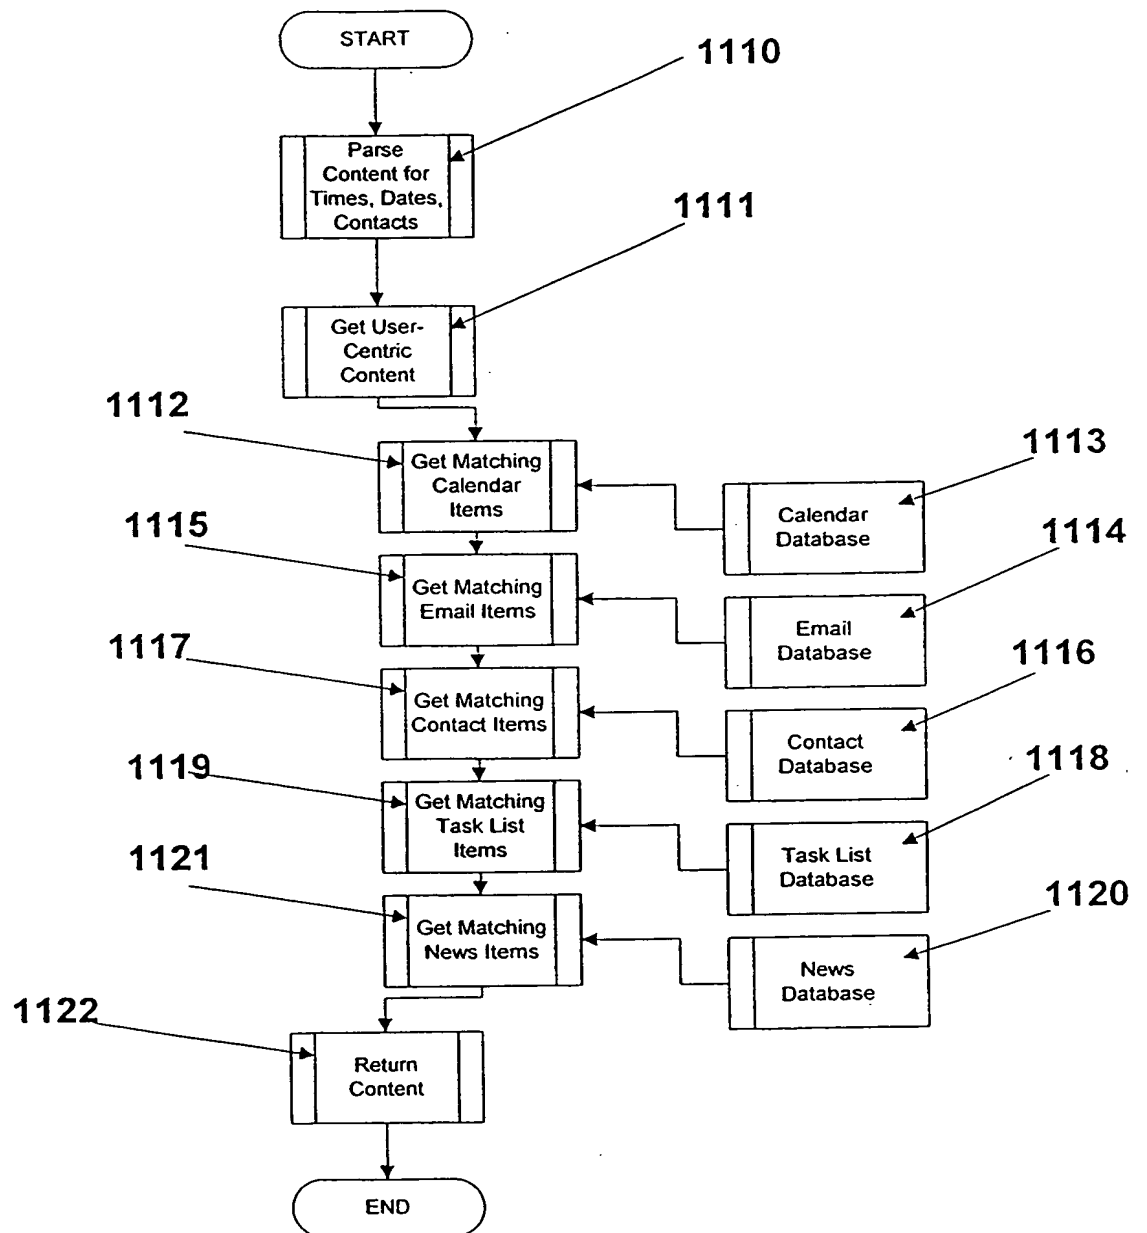 START
1110
Parse
Content for
Times, Dates,
Contacts
1111
Get User-
Centric
Content
1112
Get Matching
Calendar
Items
1113
Calendar
Database
1115
Get Matching
Email Items
1114
Email
Database
1117
Get Matching
Contact Items
1116
Contact
Database
1119
Get Matching
Task List
Items
1118
Task List
Database
1121
Get Matching
News Items
1120
News
Database
1122
Return
Content
END